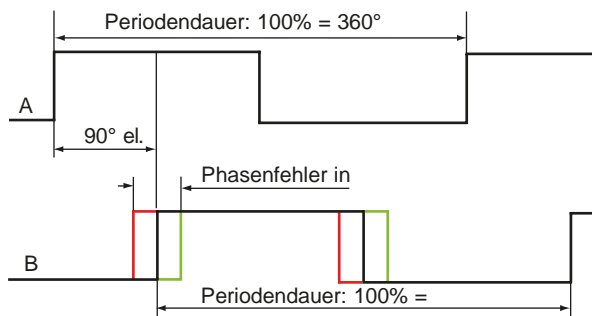 Periodendauer: 100% = 360°
A
90° el.
Phasenfehler in
B
Periodendauer: 100% =